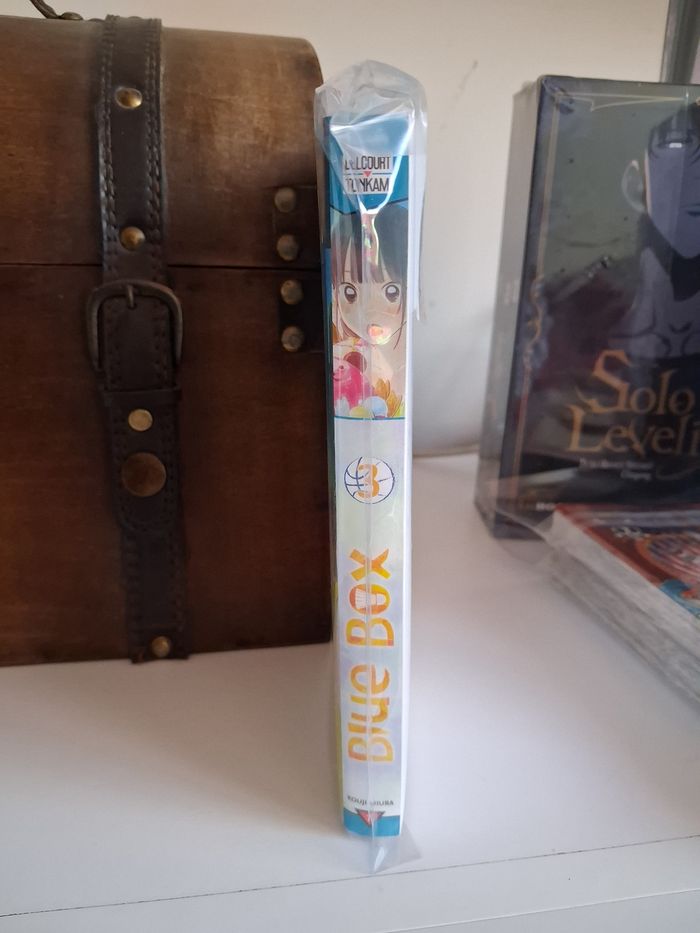 DELCOURT
TONKAM
3
Blue Box
KOUJI MIURA
Solo
Leveli